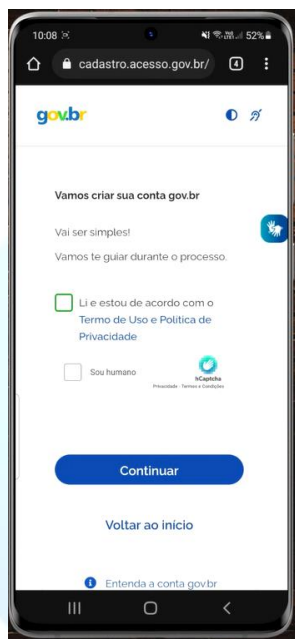 10:08
52%
cadastro.acesso.gov.br/
4
gov.br
Vamos criar sua conta gov.br
Vai ser simples!
Vamos te guiar durante o processo.
Li e estou de acordo com o
Termo de Uso e Política de
Privacidade
Sou humano
hCaptcha
Privacidade - Termos e Condições
Continuar
Voltar ao início
Entenda a conta gov.br